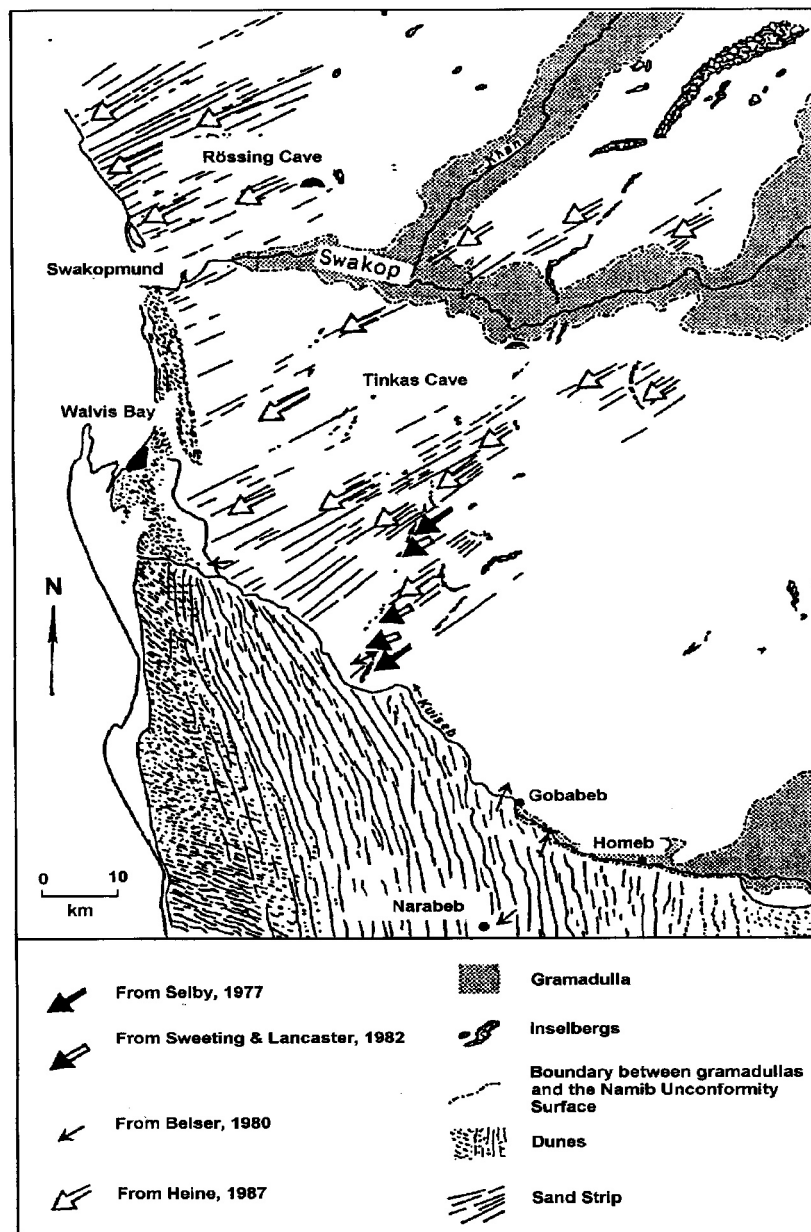 Khan
Rössing Cave
Swakopmund
Swakop
Tinkas Cave
Walvis Bay
N
Kuiseb
Gobabeb
Homeb
0 10
km
Narabeb
From Selby, 1977
From Sweeting & Lancaster, 1982
From Belser, 1980
From Heine, 1987
Gramadulla
Inselbergs
Boundary between gramadullas
and the Namib Unconformity
Surface
Dunes
Sand Strip